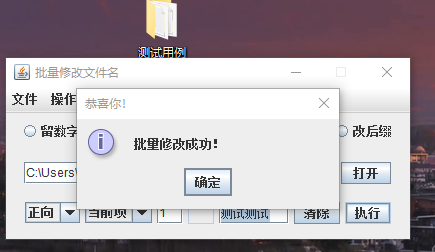 测试用例
批量修改文件名
文件 操作
恭喜你!
留数字
改后缀
批量修改成功!
C:\Users\
打开
确定
正向 当前项 1 测试测试 清除 执行